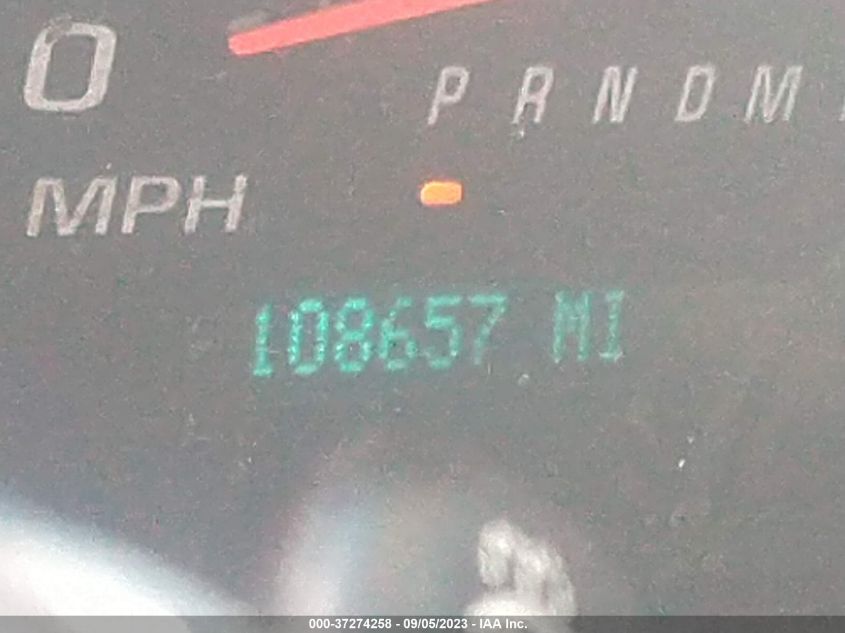 0
P R N D M
MPH
108657 MI
000-37274258 - 09/05/2023 - IAA Inc.